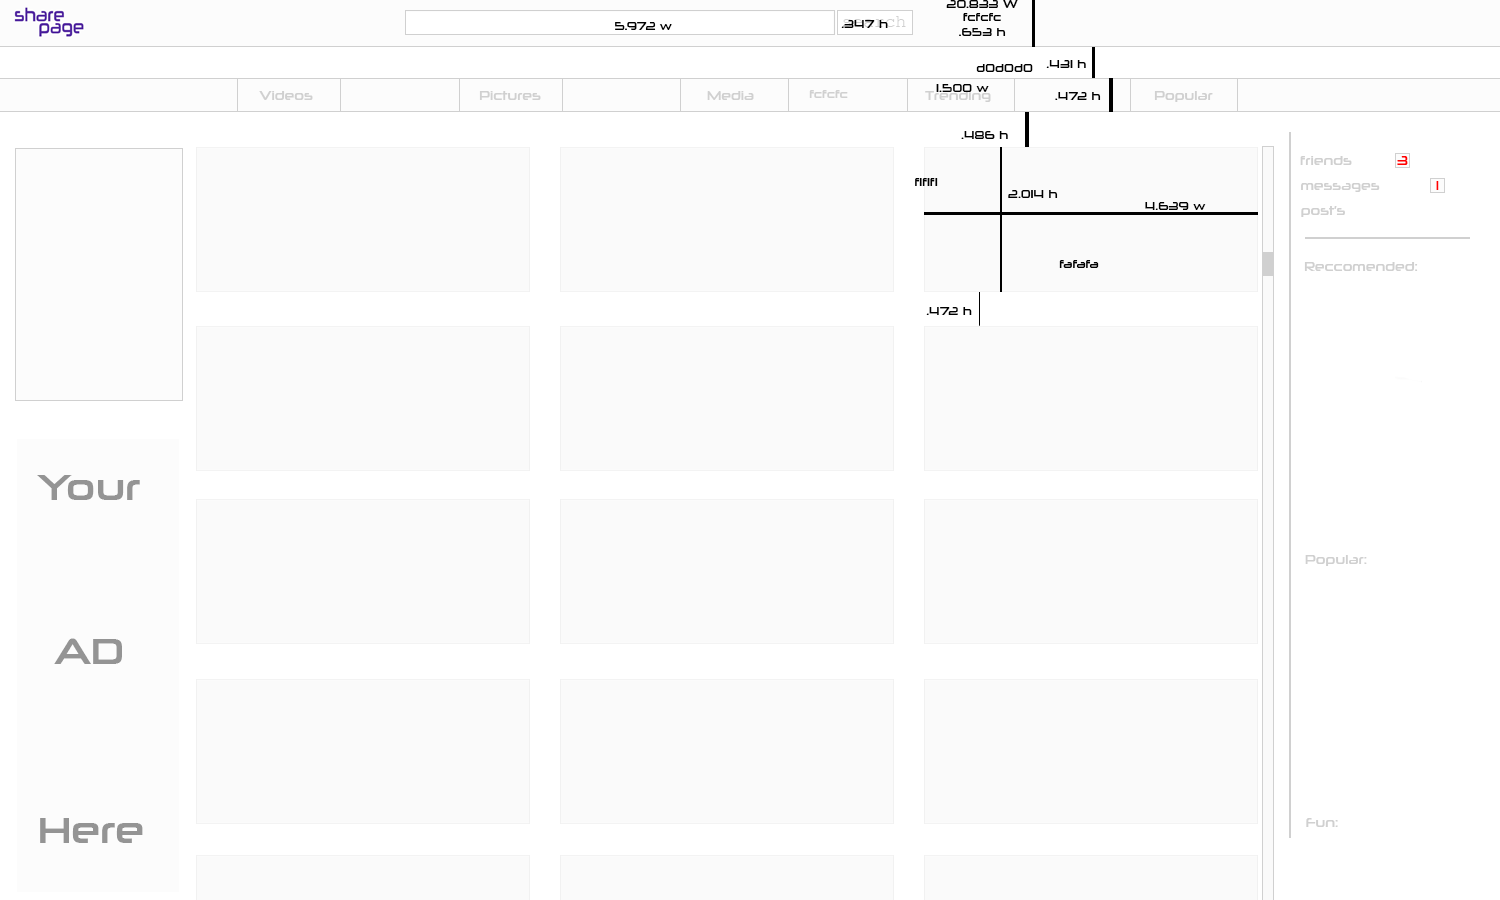 share
page
5.972 w
.347 h
search
20.833 W
fcfcfc
.653 h
d0d0d0
.431 h
1.500 w
Videos
Pictures
Media
fcfcfc
Trending
.472 h
Popular
.486 h
friends 3
messages 1
post's
f1f1f1
2.014 h
4.639 w
fafafa
Reccomended:
.472 h
Your
AD
Here
Popular:
Fun: